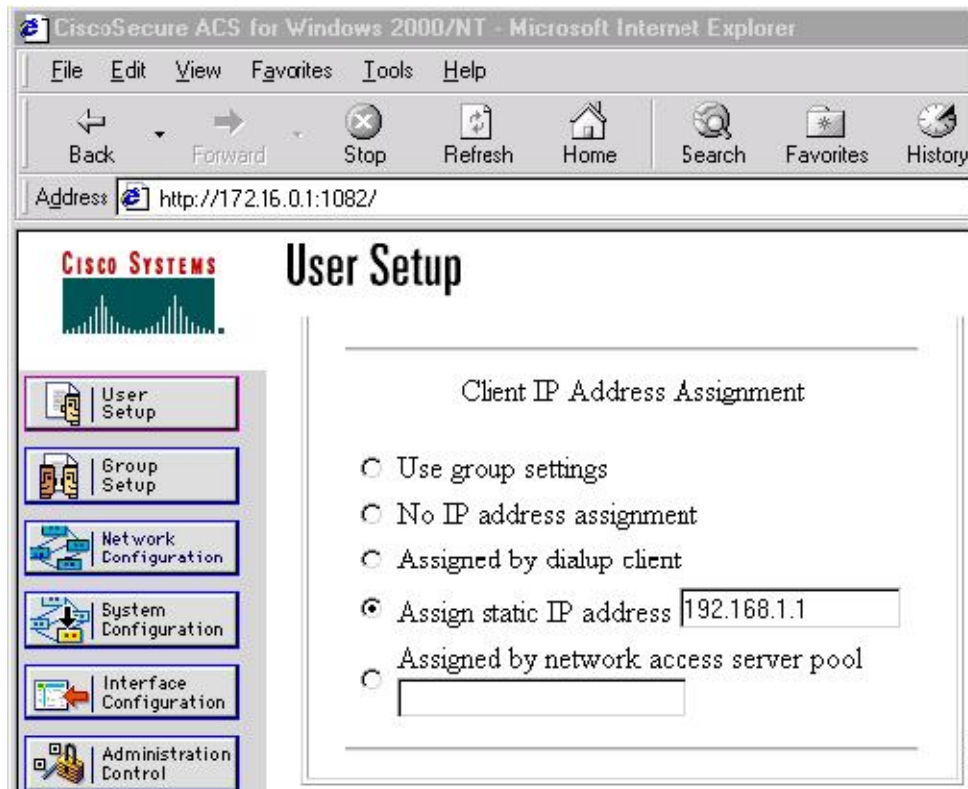 CiscoSecure ACS for Windows 2000/NT - Microsoft Internet Explorer
File Edit View Favorites Tools Help
Back Forward Stop Refresh Home Search Favorites History
Address http://172.16.0.1:1082/
CISCO SYSTEMS
User Setup
User
Setup
Group
Setup
Network
Configuration
System
Configuration
Interface
Configuration
Administration
Control
Client IP Address Assignment
Use group settings
No IP address assignment
Assigned by dialup client
Assign static IP address 192.168.1.1
Assigned by network access server pool